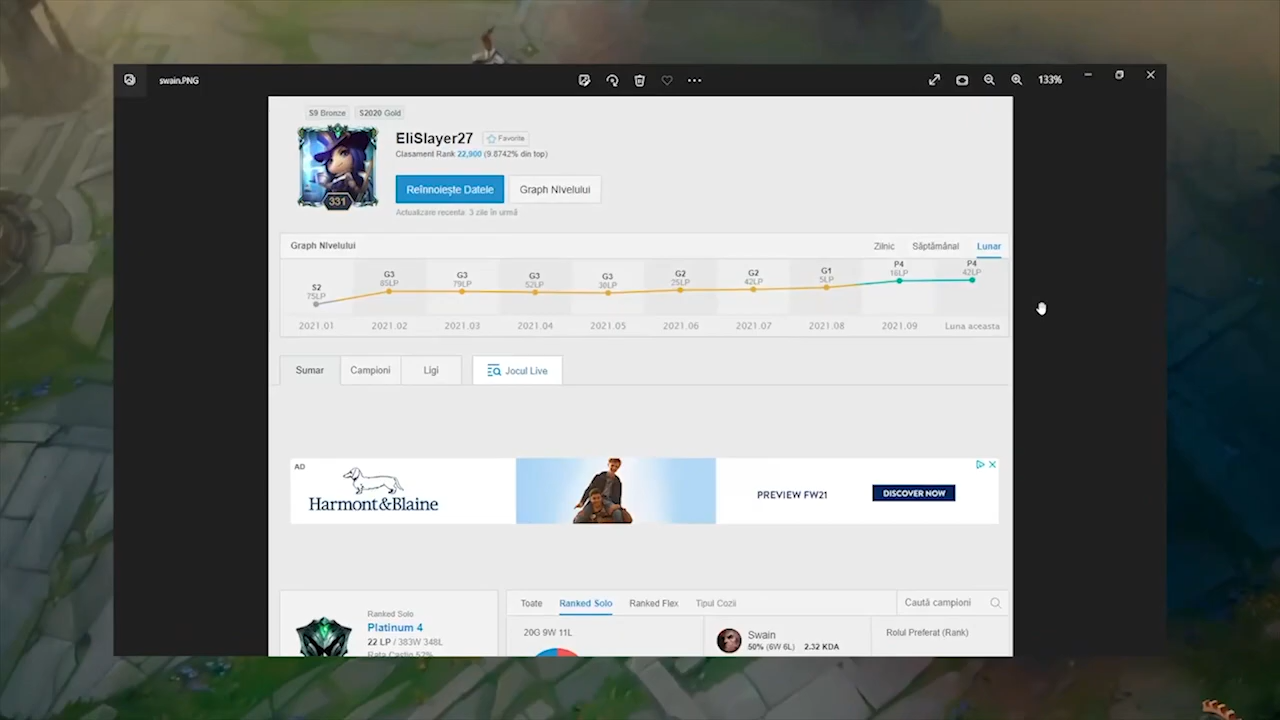 swain.PNG
133%
S9 Bronze S2020 Gold
EliSlayer27 Favorite
Clasament Rank 22,900 (9.8742% din top)
331
Reînnoiește Datele Graph Nivelului
Actualizare recenta: 3 zile în urmă
Graph Nivelului Zilnic Săptămânal Lunar
S2 G3 G3 G3 G3 G2 G2 G1 P4 P4
75LP 85LP 79LP 52LP 30LP 25LP 42LP 5LP 18LP 42LP
2021.01 2021.02 2021.03 2021.04 2021.05 2021.06 2021.07 2021.08 2021.09 Luna aceasta
Sumar Campioni Ligi Jocul Live
AD
Harmont&Blaine PREVIEW FW21 DISCOVER NOW
Toate Ranked Solo Ranked Flex Tipul Cozii Caută campioni
Ranked Solo
Platinum 4
22 LP / 383W 348L
Rata Castig 52%
20G 9W 11L
Swain
50% (6W 6L) 2.32 KDA
Rolul Preferat (Rank)